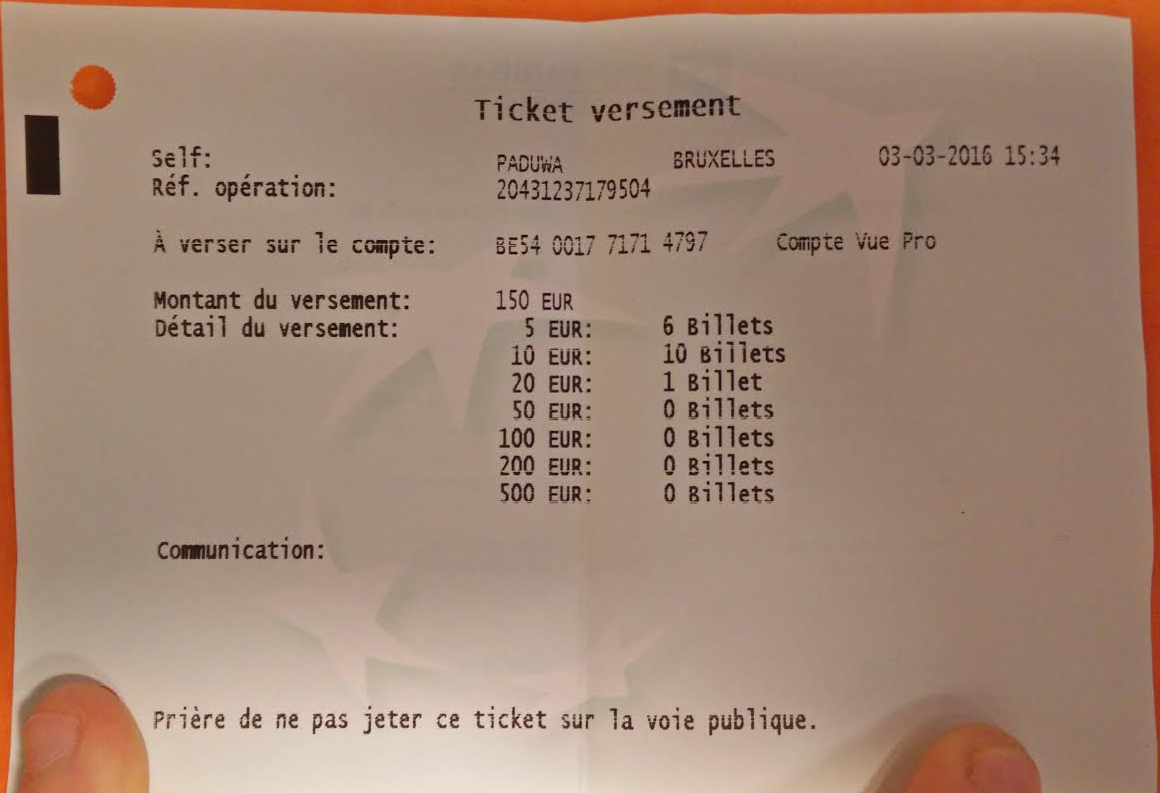 Ticket versement
Self: PADUWA BRUXELLES 03-03-2016 15:34
Réf. opération: 20431237179504
À verser sur le compte: BE54 0017 7171 4797 Compte Vue Pro
Montant du versement: 150 EUR
Détail du versement: 5 EUR: 6 Billets
10 EUR: 10 Billets
20 EUR: 1 Billet
50 EUR: 0 Billets
100 EUR: 0 Billets
200 EUR: 0 Billets
500 EUR: 0 Billets
Communication:
Prière de ne pas jeter ce ticket sur la voie publique.